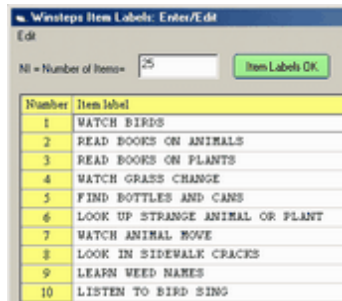 Winsteps Item Labels: Enter/Edit
Edit
NI = Number of Items= 25 Item Labels OK
Number Item label
1 WATCH BIRDS
2 READ BOOKS ON ANIMALS
3 READ BOOKS ON PLANTS
4 WATCH GRASS CHANGE
5 FIND BOTTLES AND CANS
6 LOOK UP STRANGE ANIMAL OR PLANT
7 WATCH ANIMAL MOVE
8 LOOK IN SIDEWALK CRACKS
9 LEARN WEED NAMES
10 LISTEN TO BIRD SING